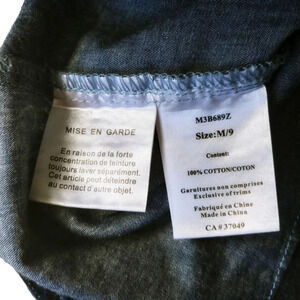 MISE EN GARDE
En raison de la forte
concentration de teinture
toujours laver séparément.
Cet article peut déteindre
au contact d'autre objet.
M3B689Z
Size:M/9
Content:
100% COTTON/COTON
Garnitures non comprises
Exclusive of trims
Fabriqué en Chine
Made in China
CA# 37049